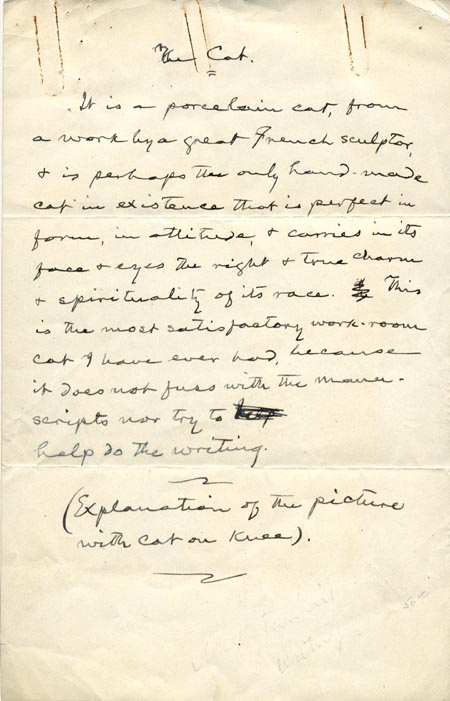 The Cat.
It is a porcelain cat, from
a work by a great French sculptor,
& is perhaps the only hand-made
cat in existence that is perfect in
form, in attitude, & carries in its
face & eyes the right & true charm
& spirituality of its race. This
is the most satisfactory work-room
cat I have ever had, because
it does not fuss with the manu-
scripts nor try to
help do the writing.
(Explanation of the picture
with cat on knee).